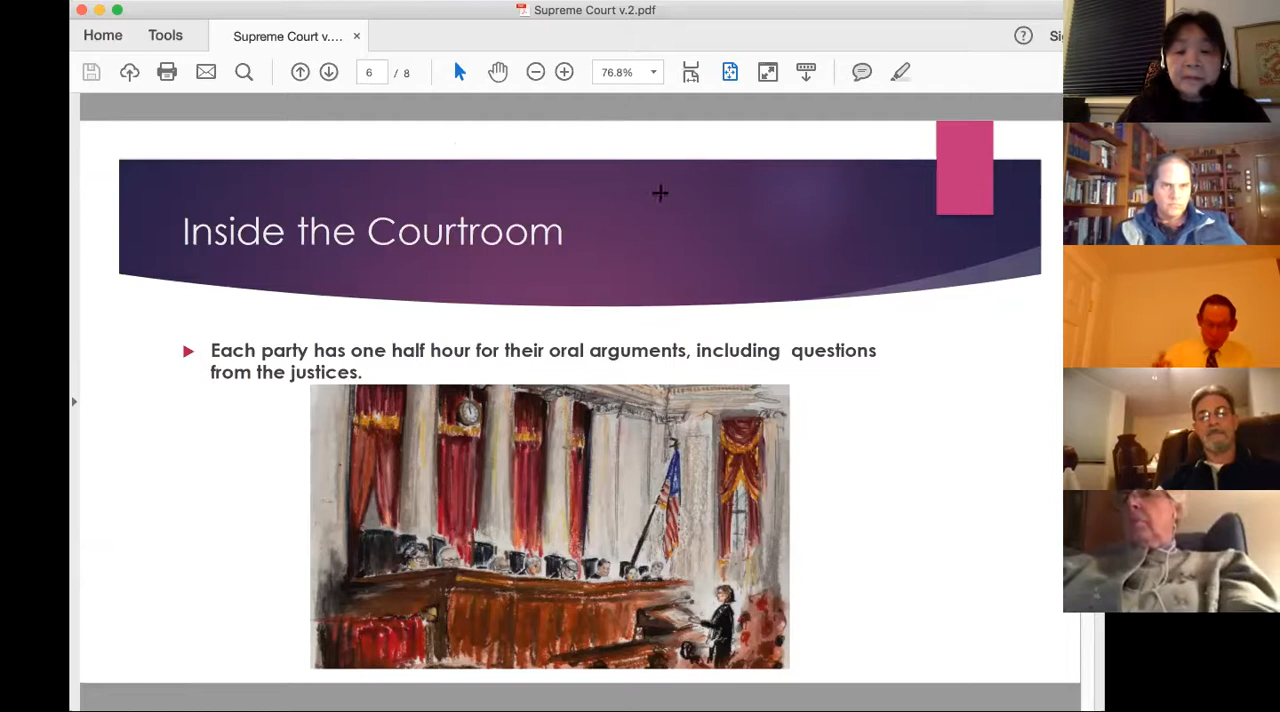 Supreme Court v.2.pdf
Home
Tools
Supreme Court v....
6 / 8
76.8%
Inside the Courtroom
Each party has one half hour for their oral arguments, including questions
from the justices.